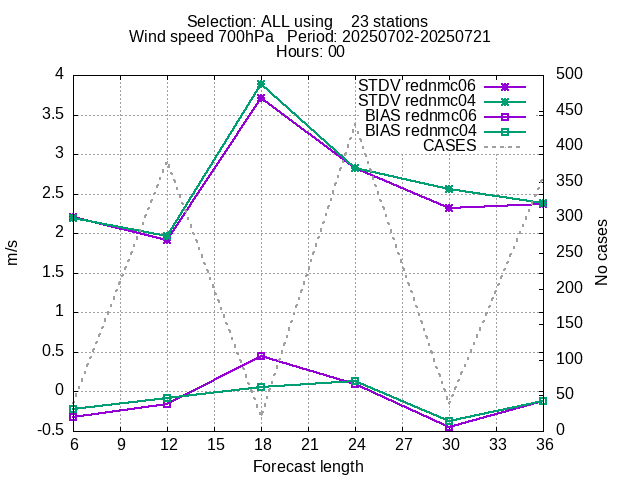 Selection: ALL using    23 stations
Wind speed 700hPa   Period: 20250702-20250721
Hours: 00
STDV rednmc06
STDV rednmc04
BIAS rednmc06
BIAS rednmc04
CASES
4
3.5
3
2.5
2
1.5
1
0.5
0
-0.5
m/s
500
450
400
350
300
250
200
150
100
50
0
No cases
6 9 12 15 18 21 24 27 30 33 36
Forecast length